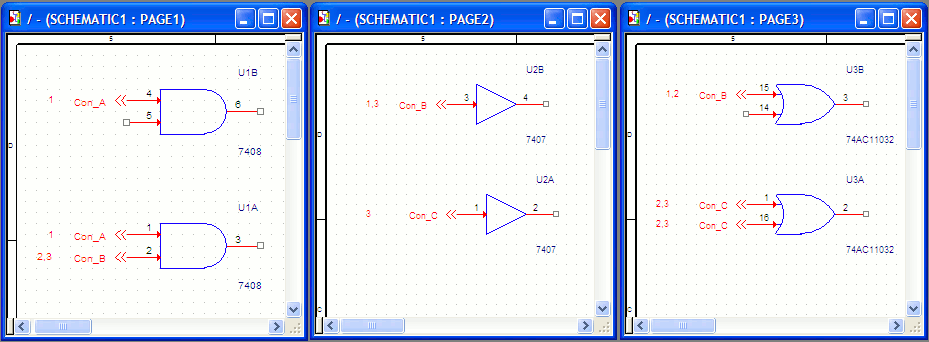 / - (SCHEMATIC1 : PAGE1)
5
U1B
1 Con_A 4
6
5
7408
D
U1A
1 Con_A 1
3
2,3 Con_B 2
7408
/ - (SCHEMATIC1 : PAGE2)
5
U2B
1,3 Con_B 3 4
7407
D
U2A
3 Con_C 1 2
7407
/ - (SCHEMATIC1 : PAGE3)
5
U3B
1,2 Con_B 15
3
14
74AC11032
D
U3A
2,3 Con_C 1
2
2,3 Con_C 16
74AC11032